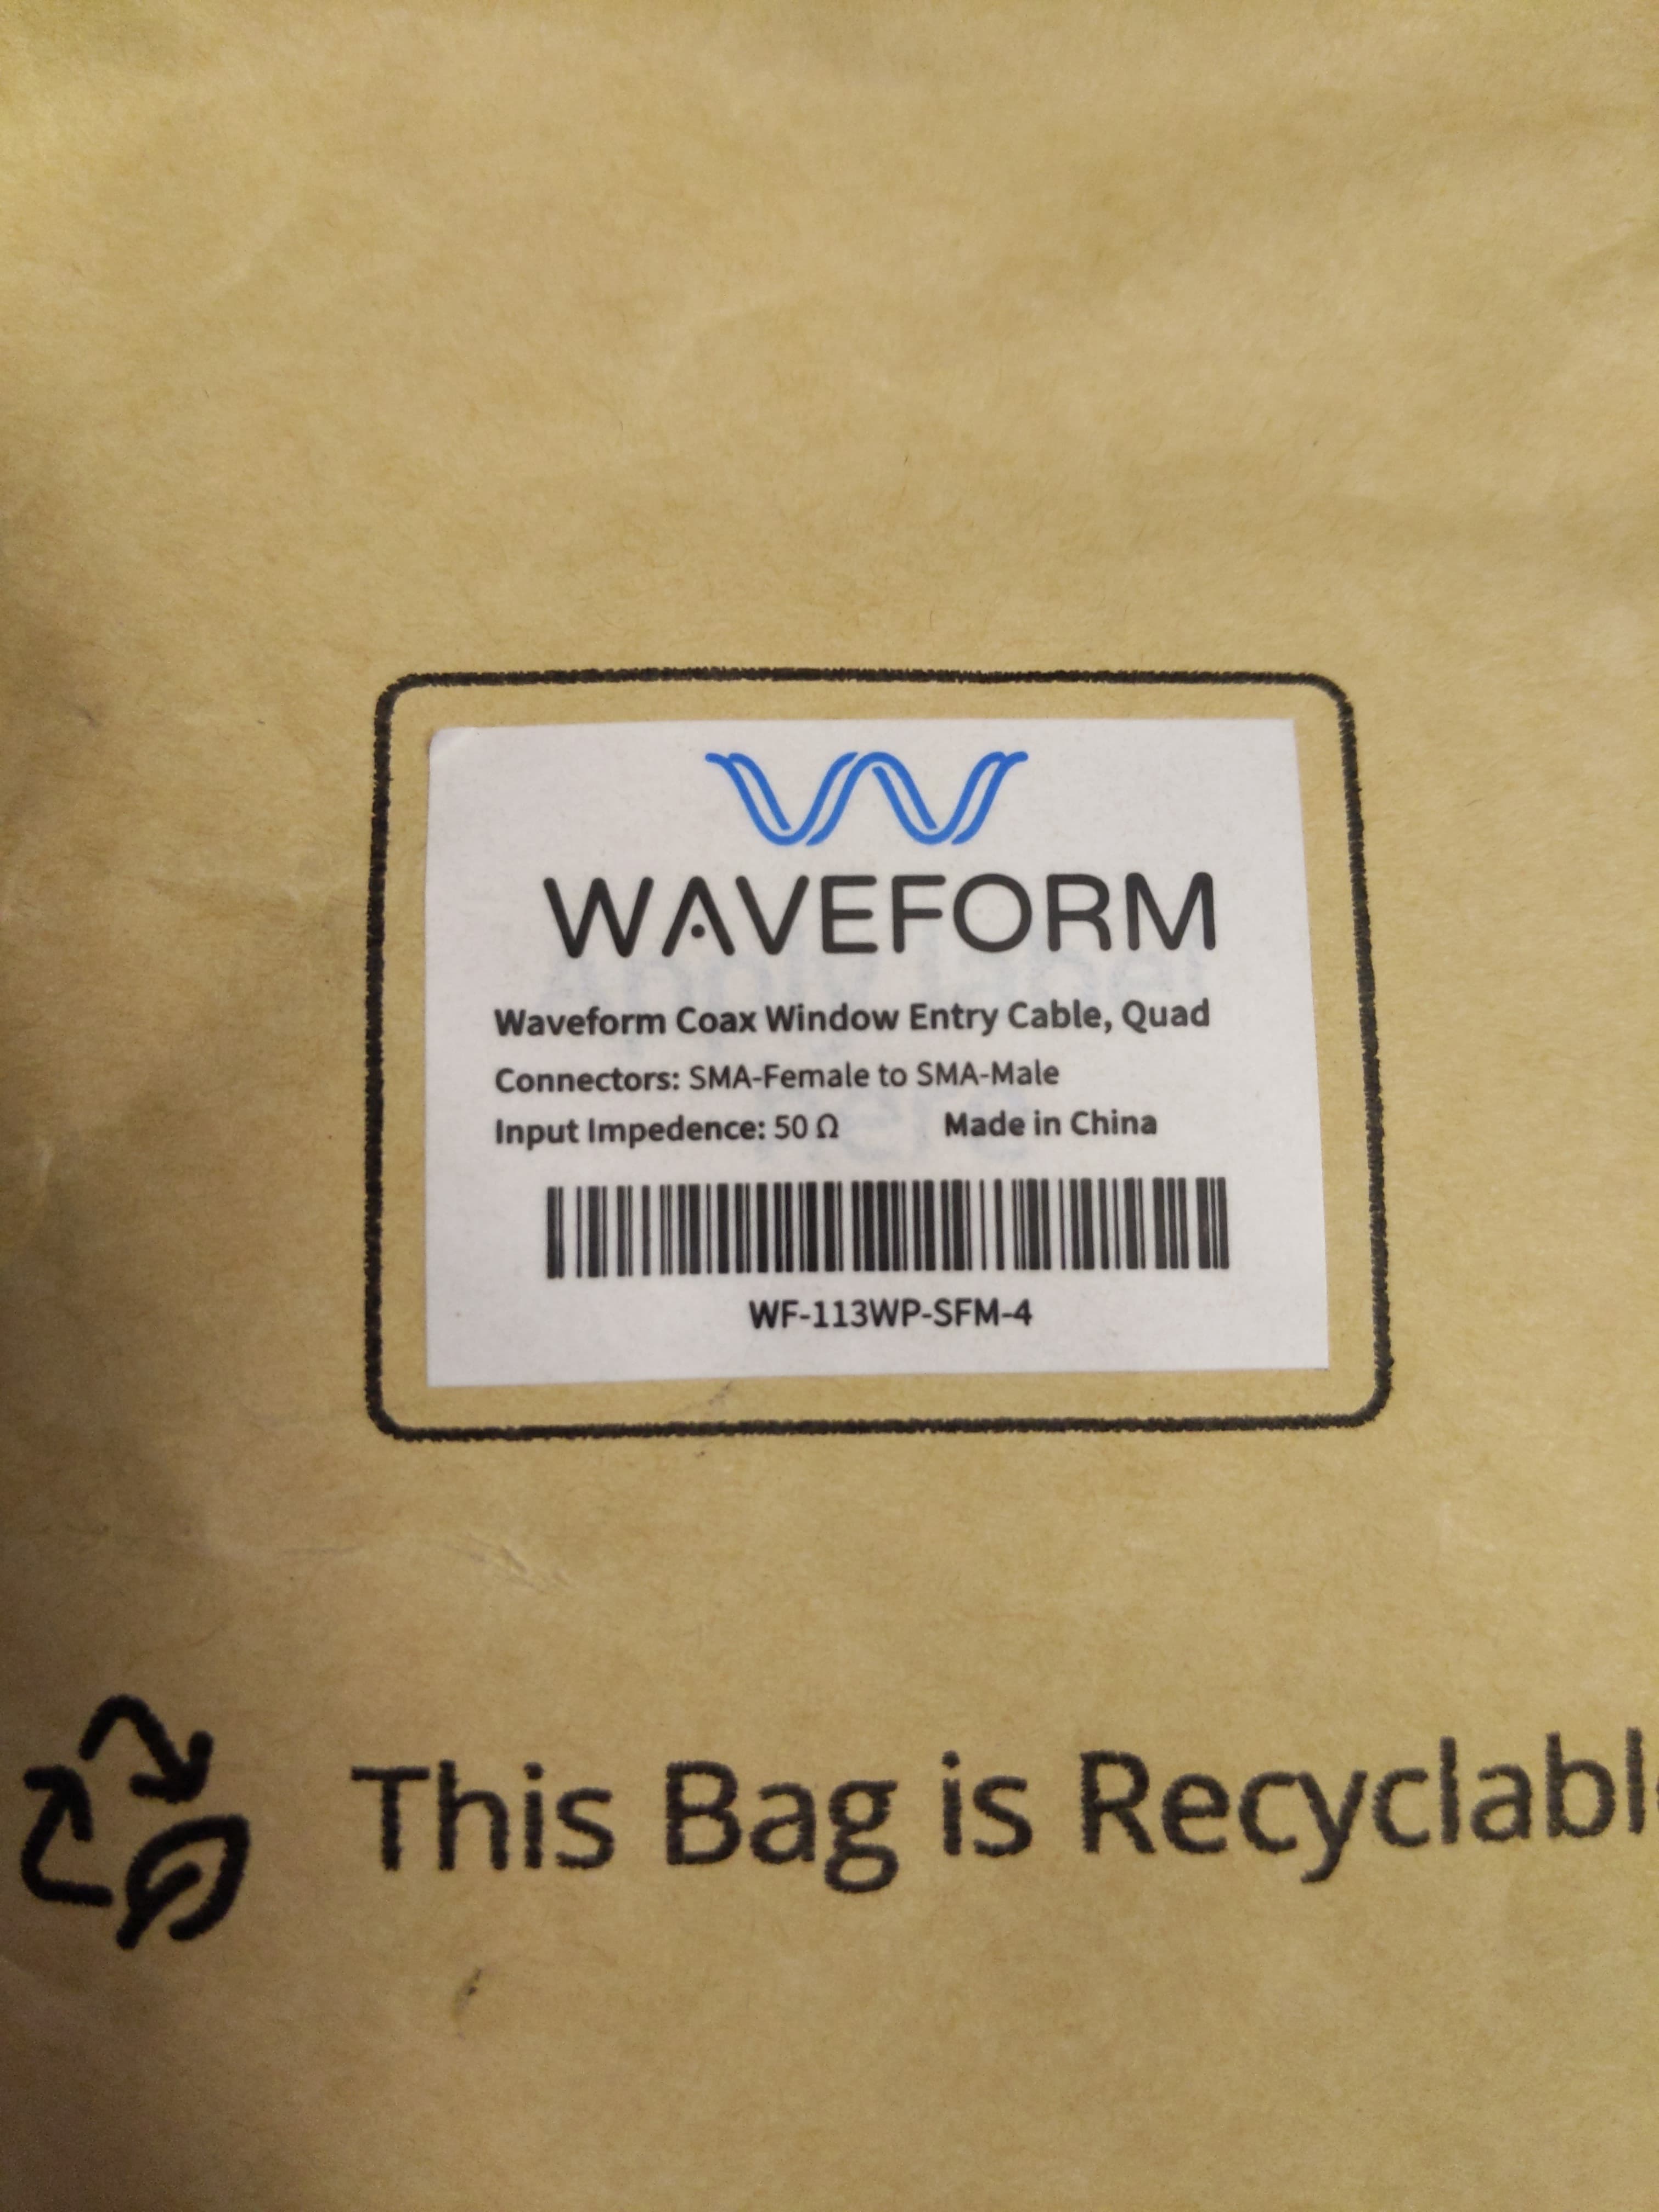 WAVEFORM
Waveform Coax Window Entry Cable, Quad
Connectors: SMA-Female to SMA-Male
Input Impedence: 50 Ω Made in China
WF-113WP-SFM-4
This Bag is Recyclabl